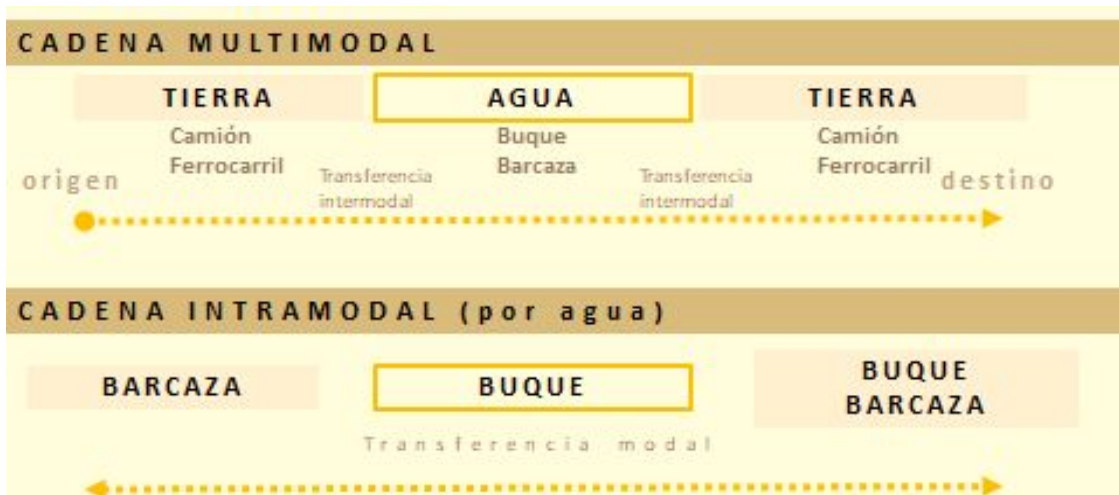 CADENA MULTIMODAL
TIERRA AGUA TIERRA
Camión Buque Camión
Ferrocarril Barcaza Ferrocarril
origen Transferencia intermodal Transferencia intermodal destino
CADENA INTRAMODAL (por agua)
BARCAZA BUQUE BUQUE BARCAZA
Transferencia modal